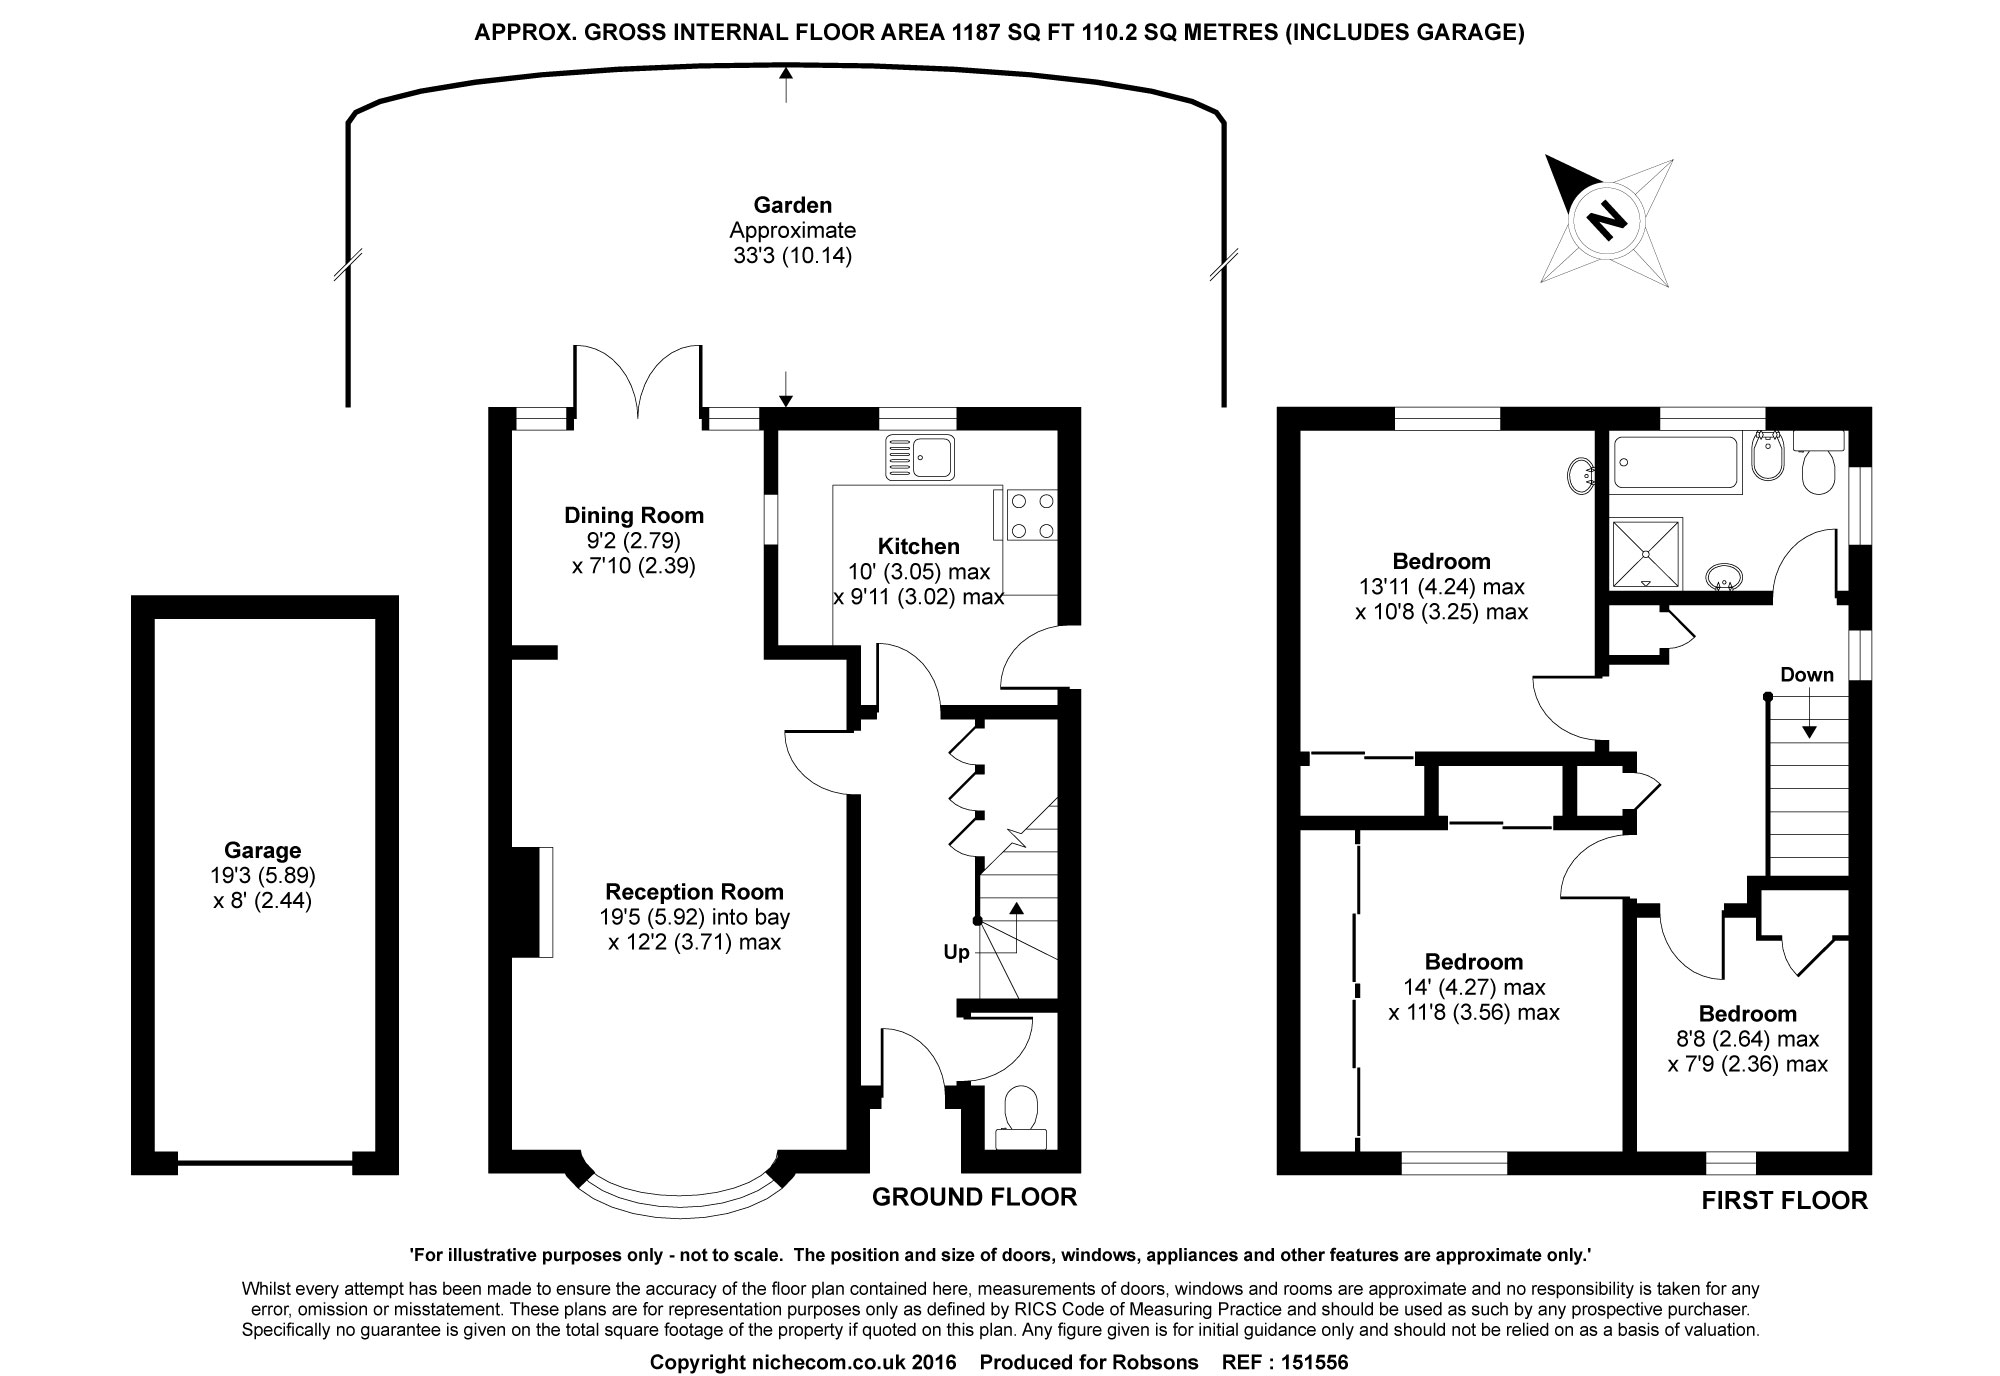 APPROX. GROSS INTERNAL FLOOR AREA 1187 SQ FT 110.2 SQ METRES (INCLUDES GARAGE)
Garden
Approximate
33'3 (10.14)
N
Dining Room
9'2 (2.79)
x 7'10 (2.39)
Kitchen
10' (3.05) max
x 9'11 (3.02) max
Bedroom
13'11 (4.24) max
x 10'8 (3.25) max
Down
Garage
19'3 (5.89)
x 8' (2.44)
Reception Room
19'5 (5.92) into bay
x 12'2 (3.71) max
Up
Bedroom
14' (4.27) max
x 11'8 (3.56) max
Bedroom
8'8 (2.64) max
x 7'9 (2.36) max
GROUND FLOOR
FIRST FLOOR
'For illustrative purposes only - not to scale. The position and size of doors, windows, appliances and other features are approximate only.'
Whilst every attempt has been made to ensure the accuracy of the floor plan contained here, measurements of doors, windows and rooms are approximate and no responsibility is taken for any
error, omission or misstatement. These plans are for representation purposes only as defined by RICS Code of Measuring Practice and should be used as such by any prospective purchaser.
Specifically no guarantee is given on the total square footage of the property if quoted on this plan. Any figure given is for initial guidance only and should not be relied on as a basis of valuation.
Copyright nichecom.co.uk 2016 Produced for Robsons REF : 151556